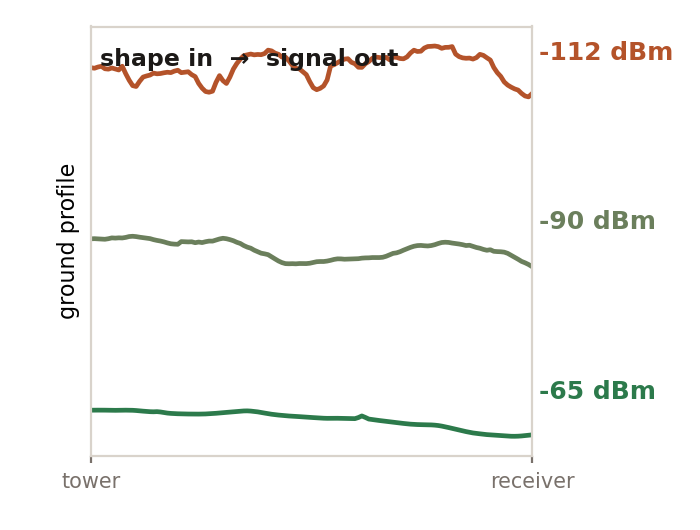 shape in → signal out
-112 dBm
-90 dBm
-65 dBm
ground profile
tower
receiver